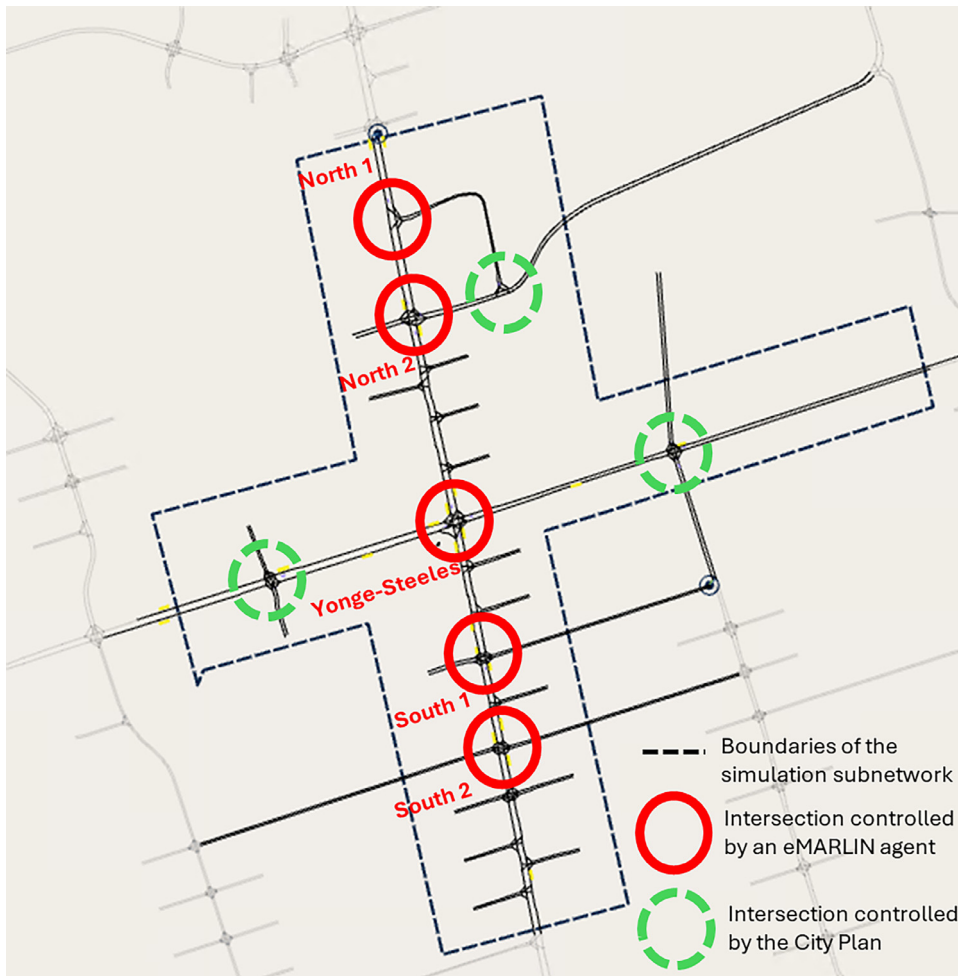 North 1
North 2
Yonge-Steeles
South 1
South 2
Boundaries of the
simulation subnetwork
Intersection controlled
by an eMARLIN agent
Intersection controlled
by the City Plan